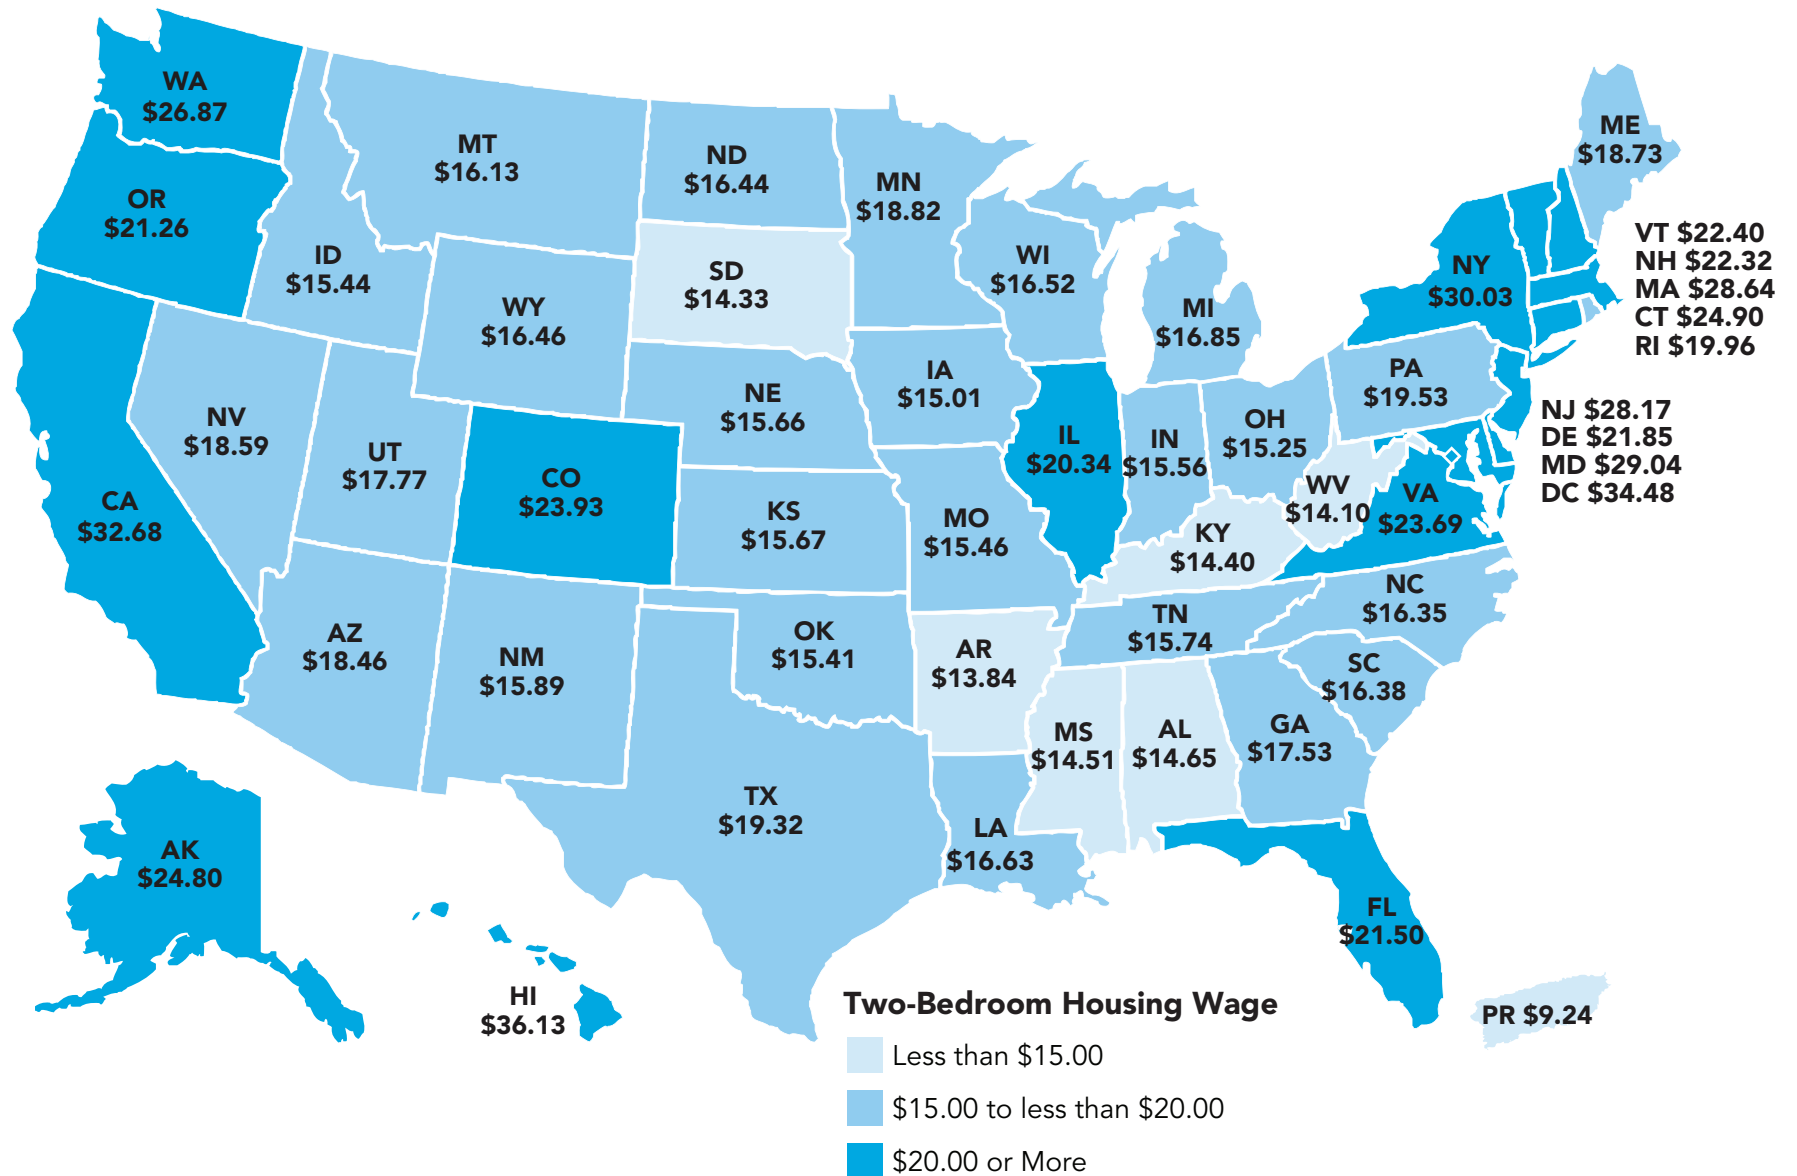 WA
$26.87
OR
$21.26
CA
$32.68
ID
$15.44
NV
$18.59
MT
$16.13
WY
$16.46
UT
$17.77
CO
$23.93
AZ
$18.46
NM
$15.89
ND
$16.44
SD
$14.33
NE
$15.66
KS
$15.67
OK
$15.41
TX
$19.32
MN
$18.82
IA
$15.01
MO
$15.46
AR
$13.84
LA
$16.63
WI
$16.52
IL
$20.34
MI
$16.85
IN
$15.56
OH
$15.25
KY
$14.40
TN
$15.74
MS
$14.51
AL
$14.65
GA
$17.53
FL
$21.50
SC
$16.38
NC
$16.35
VA
$23.69
WV
$14.10
PA
$19.53
NY
$30.03
ME
$18.73
VT $22.40
NH $22.32
MA $28.64
CT $24.90
RI $19.96
NJ $28.17
DE $21.85
MD $29.04
DC $34.48
AK
$24.80
HI
$36.13
PR $9.24
Two-Bedroom Housing Wage
Less than $15.00
$15.00 to less than $20.00
$20.00 or More